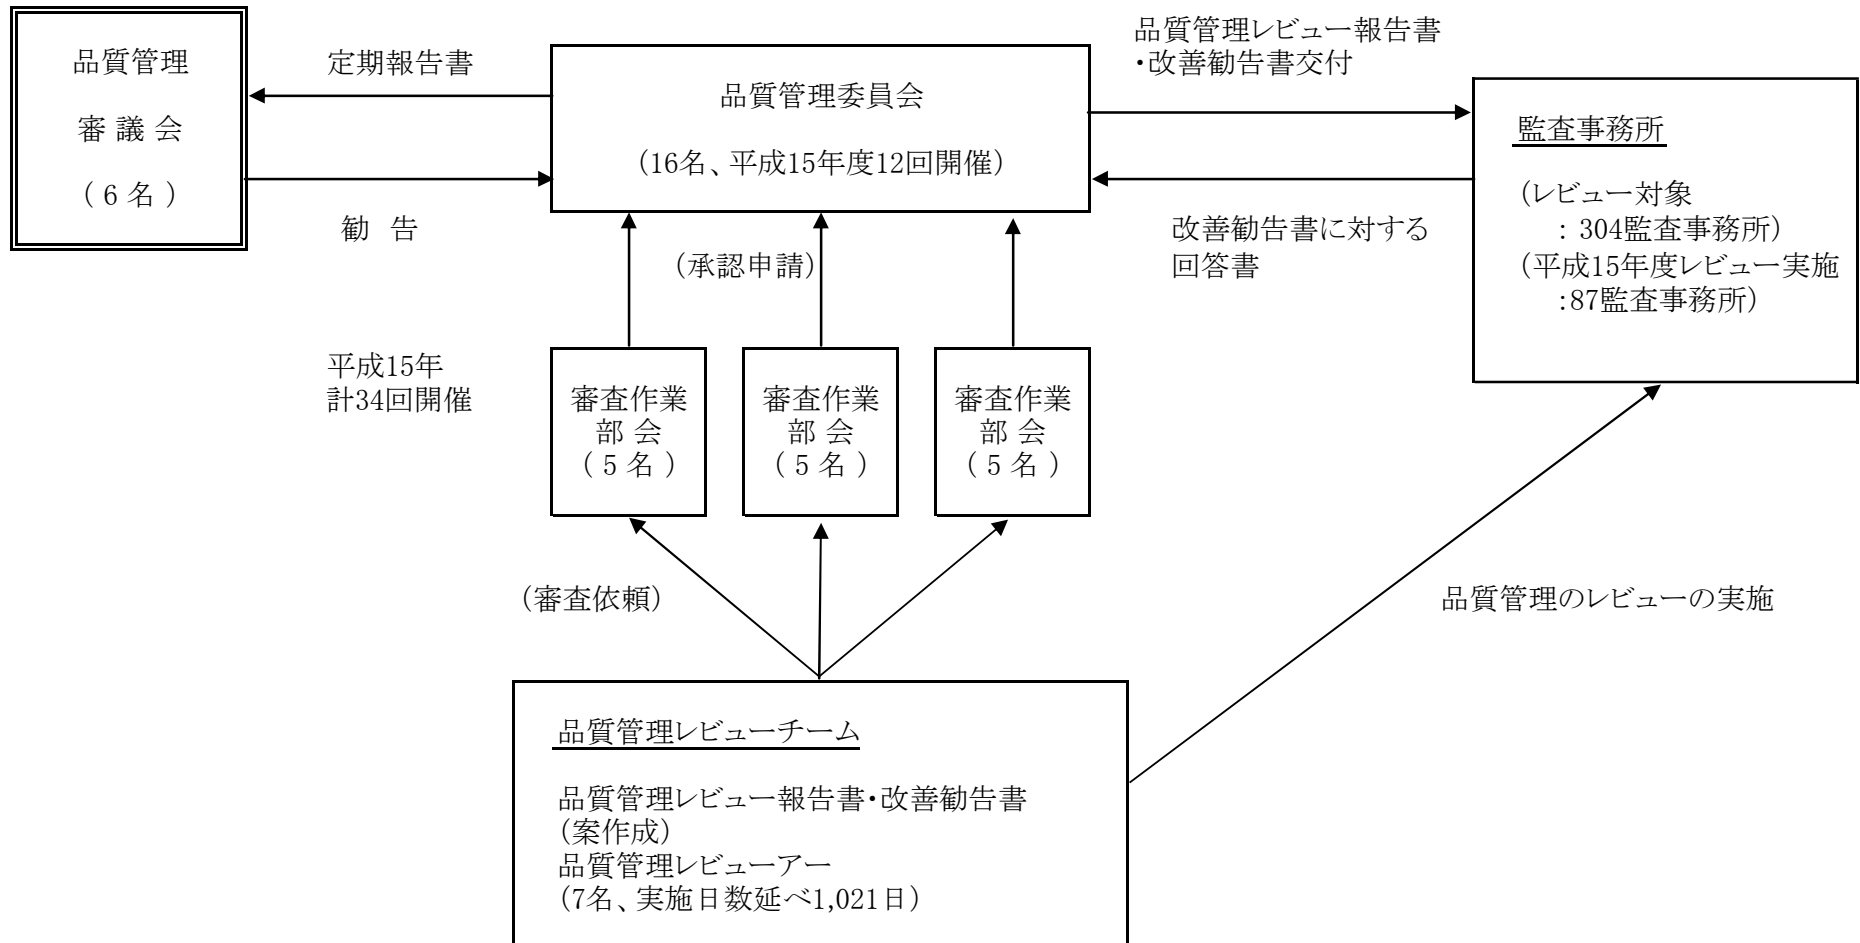 品質管理
審 議 会
（ 6 名 ）
定期報告書
勧 告
品質管理委員会
（16名、平成15年度12回開催）
品質管理レビュー報告書
・改善勧告書交付
監査事務所
（レビュー対象
：304監査事務所）
（平成15年度レビュー実施
：87監査事務所）
改善勧告書に対する
回答書
（承認申請）
平成15年
計34回開催
審査作業
部 会
（ 5 名 ）
審査作業
部 会
（ 5 名 ）
審査作業
部 会
（ 5 名 ）
（審査依頼）
品質管理のレビューの実施
品質管理レビューチーム
品質管理レビュー報告書・改善勧告書
（案作成）
品質管理レビューアー
（7名、実施日数延べ1,021日）